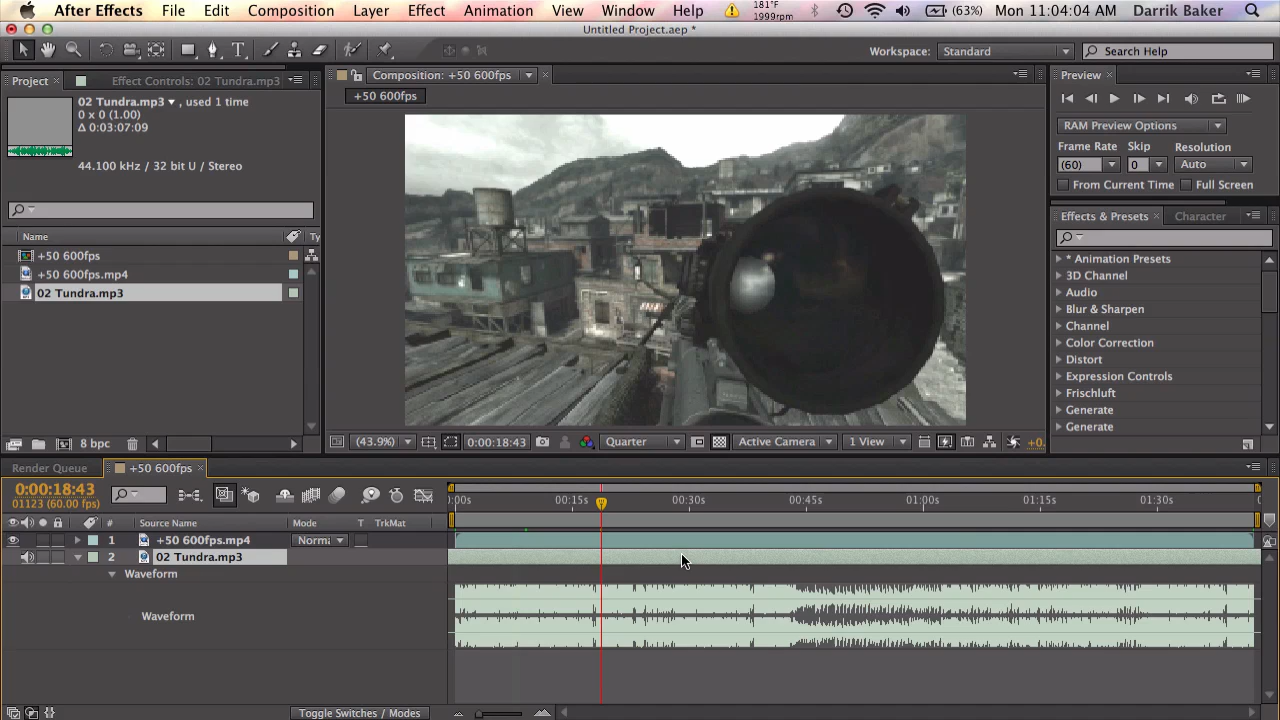 After Effects File Edit Composition Layer Effect Animation View Window Help 181°F 1999rpm (63%) Mon 11:04:04 AM Darrik Baker
Untitled Project.aep *
Workspace: Standard Search Help
Project Effect Controls: 02 Tundra.mp3
Composition: +50 600fps
Preview
02 Tundra.mp3 , used 1 time
0 x 0 (1.00)
Δ 0:03:07:09
44.100 kHz / 32 bit U / Stereo
+50 600fps
RAM Preview Options
Frame Rate Skip Resolution
(60) 0 Auto
From Current Time Full Screen
Effects & Presets Character
Name Ty
+50 600fps
+50 600fps.mp4
02 Tundra.mp3
* Animation Presets
3D Channel
Audio
Blur & Sharpen
Channel
Color Correction
Distort
Expression Controls
Frischluft
Generate
Generate
8 bpc
(43.9%) 0:00:18:43 Quarter Active Camera 1 View +0.
Render Queue +50 600fps
0:00:18:43
01123 (60.00 fps)
:00s 00:15s 00:30s 00:45s 01:00s 01:15s 01:30s
# Source Name Mode T TrkMat
1 +50 600fps.mp4 Norma
2 02 Tundra.mp3
Waveform
Waveform
Toggle Switches / Modes